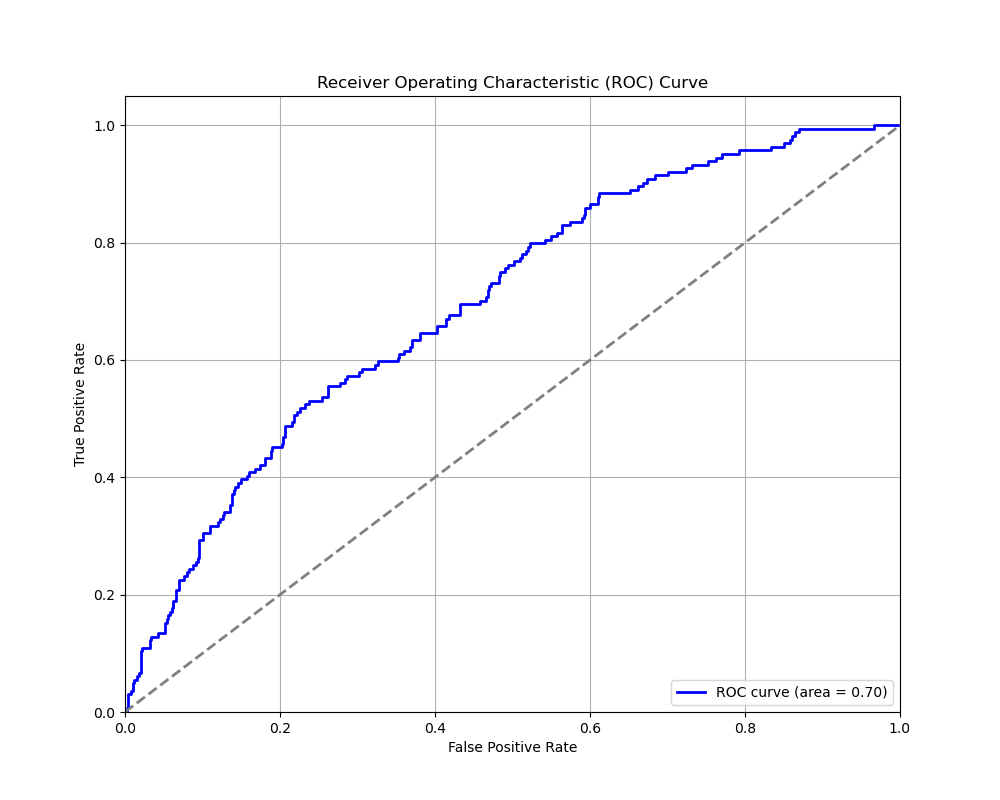 Receiver Operating Characteristic (ROC) Curve
1.0
0.8
0.6
0.4
0.2
0.0
True Positive Rate
ROC curve (area = 0.70)
0.0 0.2 0.4 0.6 0.8 1.0
False Positive Rate